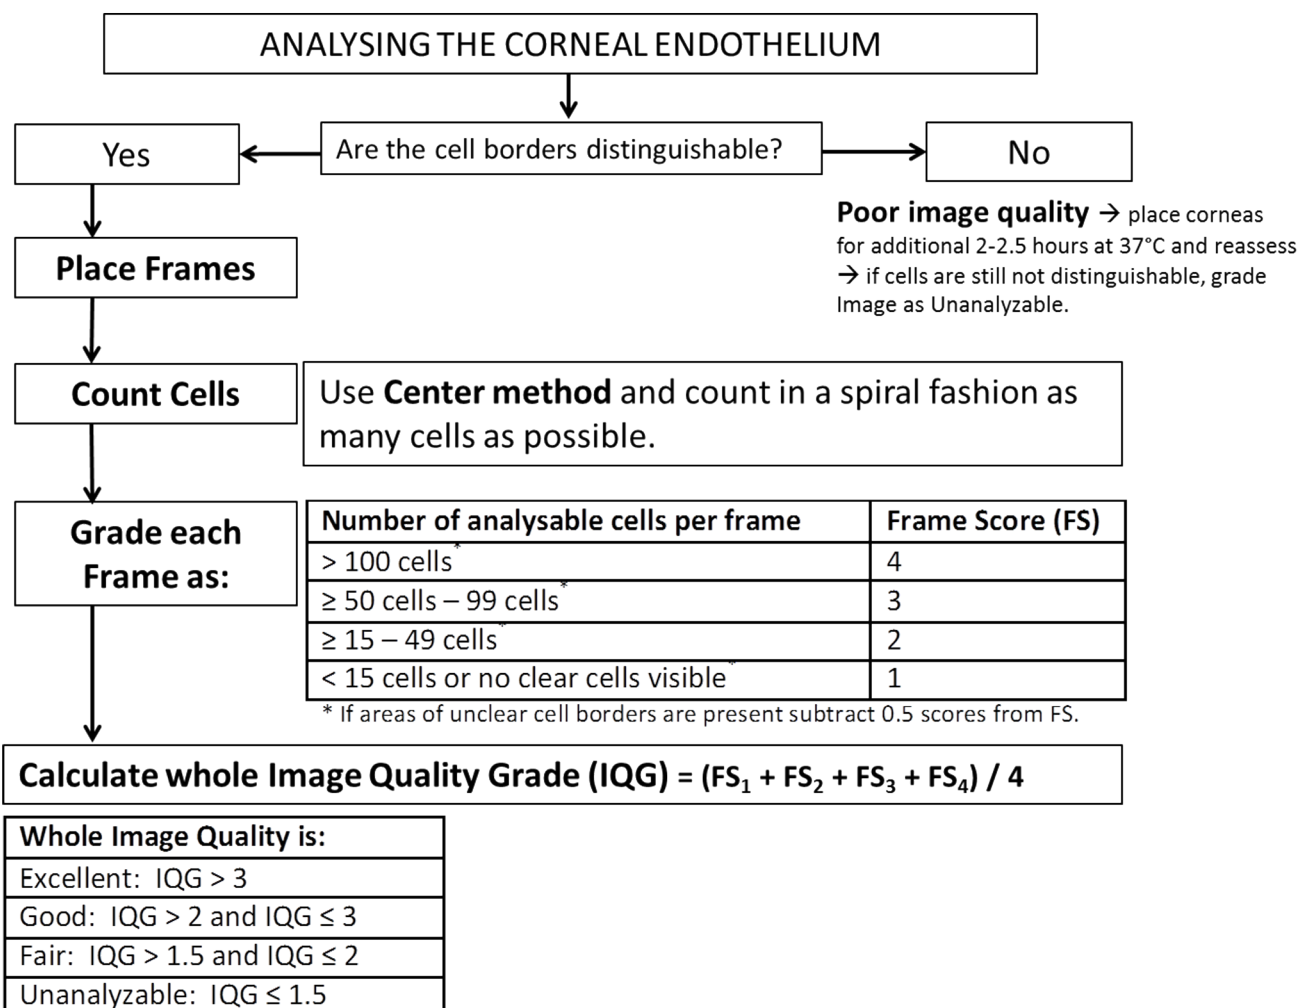 ANALYSING THE CORNEAL ENDOTHELIUM
Are the cell borders distinguishable?
Yes
No
Poor image quality → place corneas
for additional 2-2.5 hours at 37°C and reassess
→ if cells are still not distinguishable, grade
Image as Unanalyzable.
Place Frames
Count Cells
Use Center method and count in a spiral fashion as
many cells as possible.
Grade each
Frame as:
Number of analysable cells per frame Frame Score (FS)
> 100 cells* 4
≥ 50 cells – 99 cells* 3
≥ 15 – 49 cells* 2
< 15 cells or no clear cells visible* 1
* If areas of unclear cell borders are present subtract 0.5 scores from FS.
Calculate whole Image Quality Grade (IQG) = (FS₁ + FS₂ + FS₃ + FS₄) / 4
Whole Image Quality is:
Excellent: IQG > 3
Good: IQG > 2 and IQG ≤ 3
Fair: IQG > 1.5 and IQG ≤ 2
Unanalyzable: IQG ≤ 1.5